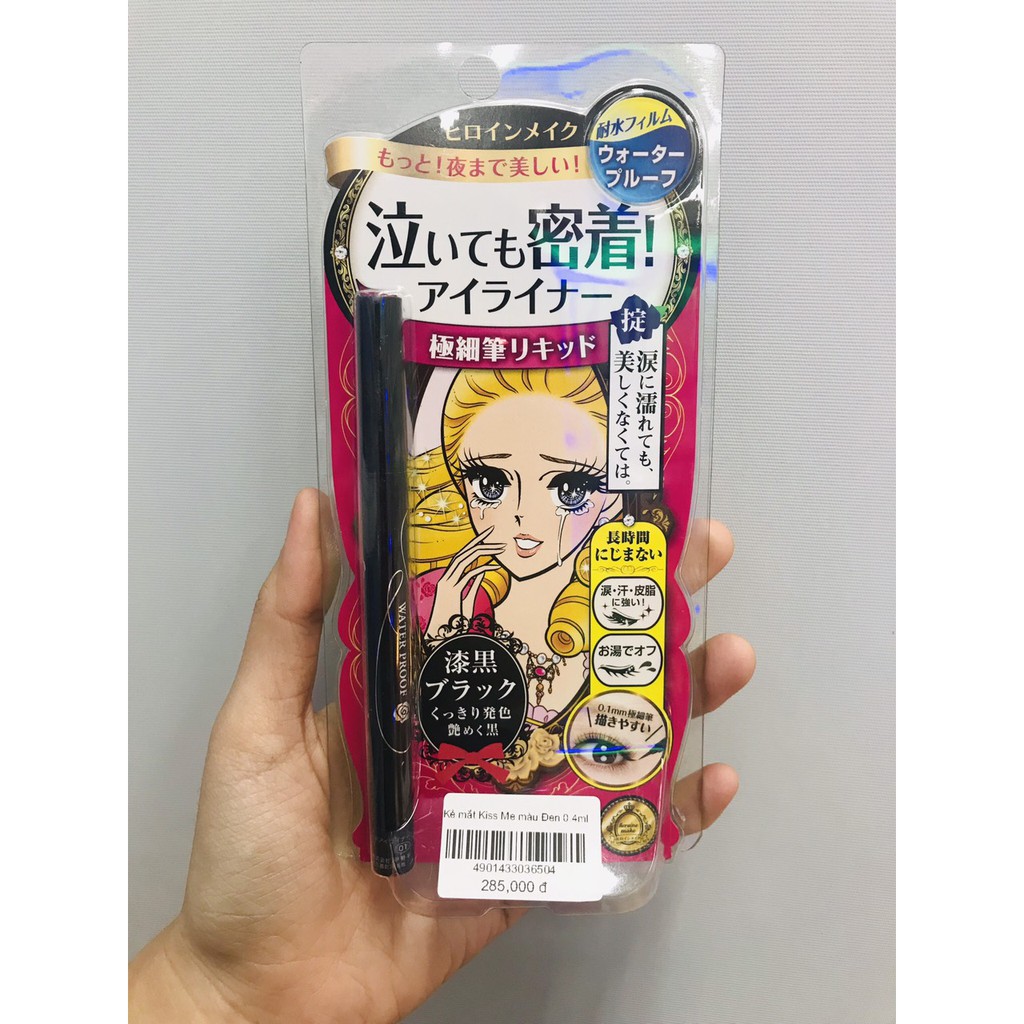 ヒロインメイク
もっと！夜まで美しい！
耐水フィルム
ウォーター
プルーフ
泣いても密着！
アイライナー
極細筆リキッド
掟
涙に濡れても、
美しくなくては。
長時間
にじまない
涙・汗・皮脂
に強い！
お湯でオフ
0.1mm極細筆
描きやすい
WATER PROOF
漆黒
ブラック
くっきり発色
艶めく黒
01
heroine
make
Kẻ mắt Kiss Me màu Đen 0 4ml
4901433036504
285,000 đ